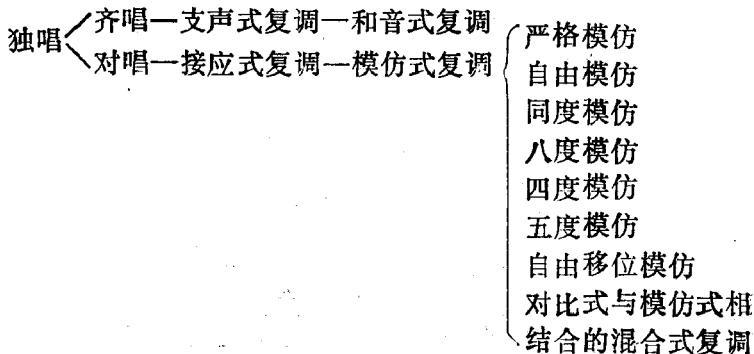 独唱
齐唱—支声式复调—和音式复调
对唱—接应式复调—模仿式复调
严格模仿
自由模仿
同度模仿
八度模仿
四度模仿
五度模仿
自由移位模仿
对比式与模仿式相
结合的混合式复调